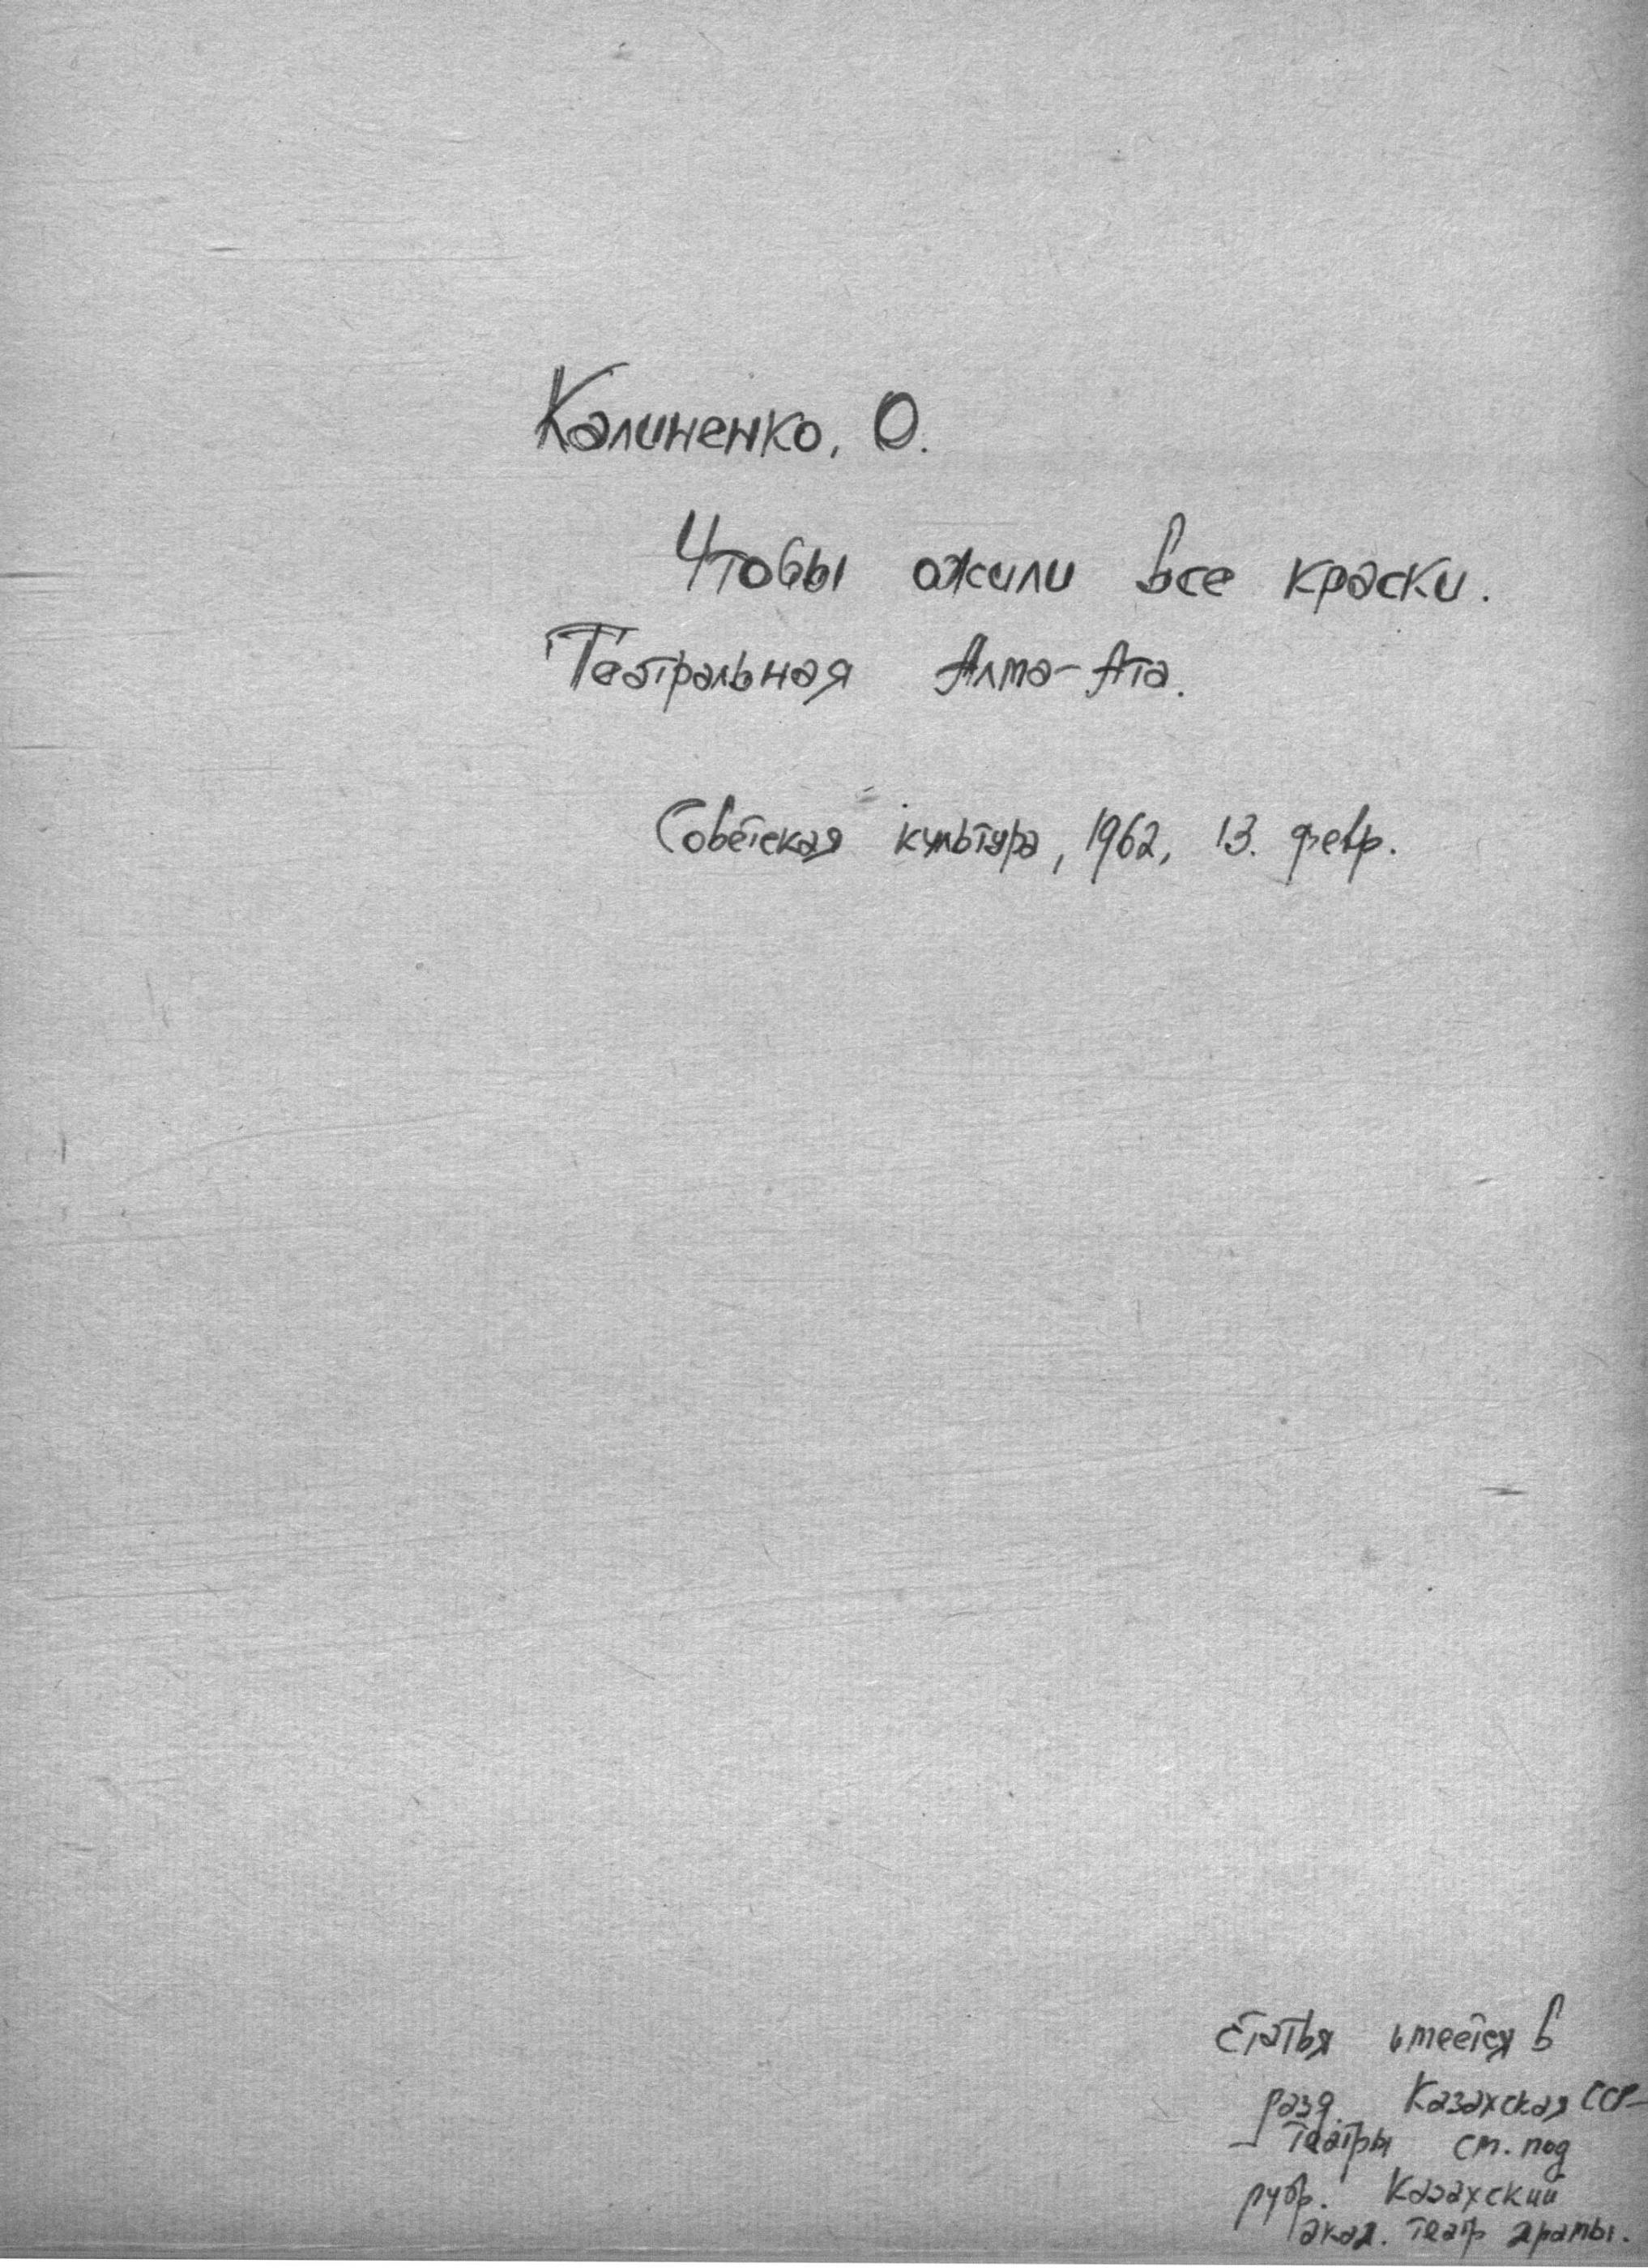 Калиненко, О.
Чтобы ожили все краски.
Театральная Алма-Ата.
Советская культура, 1962, 13. февр.
Статья имеется в
разд. Казахская ССР-
- Театры см. под
рубр. Казахский
акад. театр драмы.